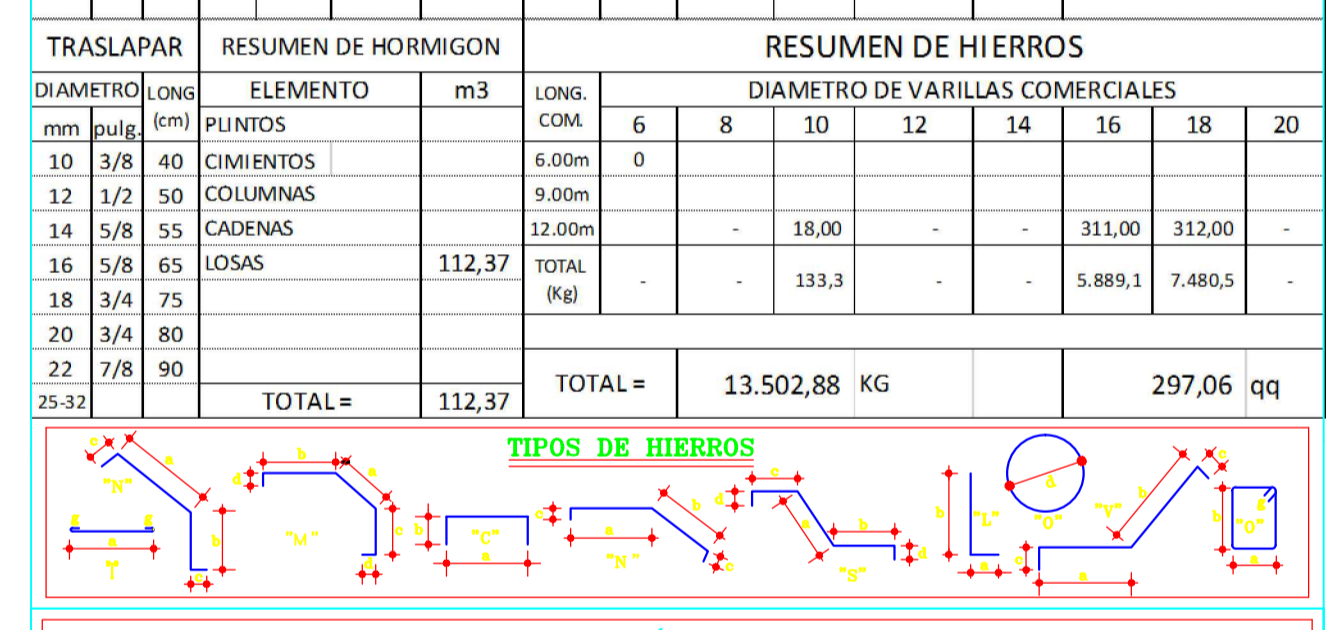 TRASLAPAR RESUMEN DE HORMIGON RESUMEN DE HIERROS
DIAMETRO LONG ELEMENTO m3 LONG. DIAMETRO DE VARILLAS COMERCIALES
mm pulg. (cm) PLINTOS COM. 6 8 10 12 14 16 18 20
10 3/8 40 CIMIENTOS 6.00m 0
12 1/2 50 COLUMNAS 9.00m
14 5/8 55 CADENAS 12.00m - 18,00 - - 311,00 312,00 -
16 5/8 65 LOSAS 112,37 TOTAL
(Kg) - - 133,3 - - 5.889,1 7.480,5 -
18 3/4 75
20 3/4 80
22 7/8 90
TOTAL = 13.502,88 KG 297,06 qq
25-32 TOTAL = 112,37
TIPOS DE HIERROS
c a "N" b c
g g a "I"
b a d "M" c d
b "C" a
c a b "N" c
c d a b "S" d
b "L" a
d "O"
c b "V" c a
b g "O" a